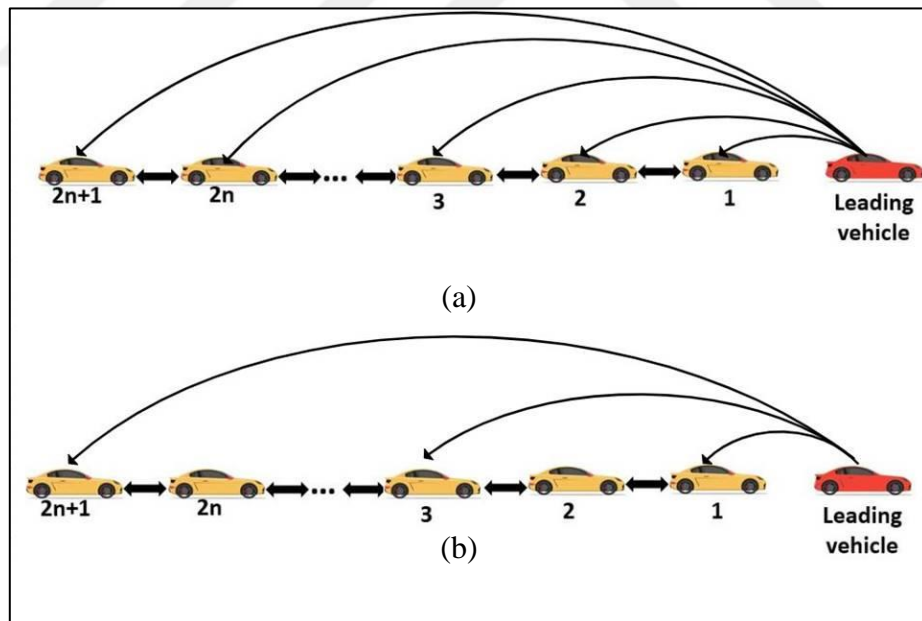 2n+1 2n ... 3 2 1 Leading
vehicle
(a)
2n+1 2n ... 3 2 1 Leading
vehicle
(b)